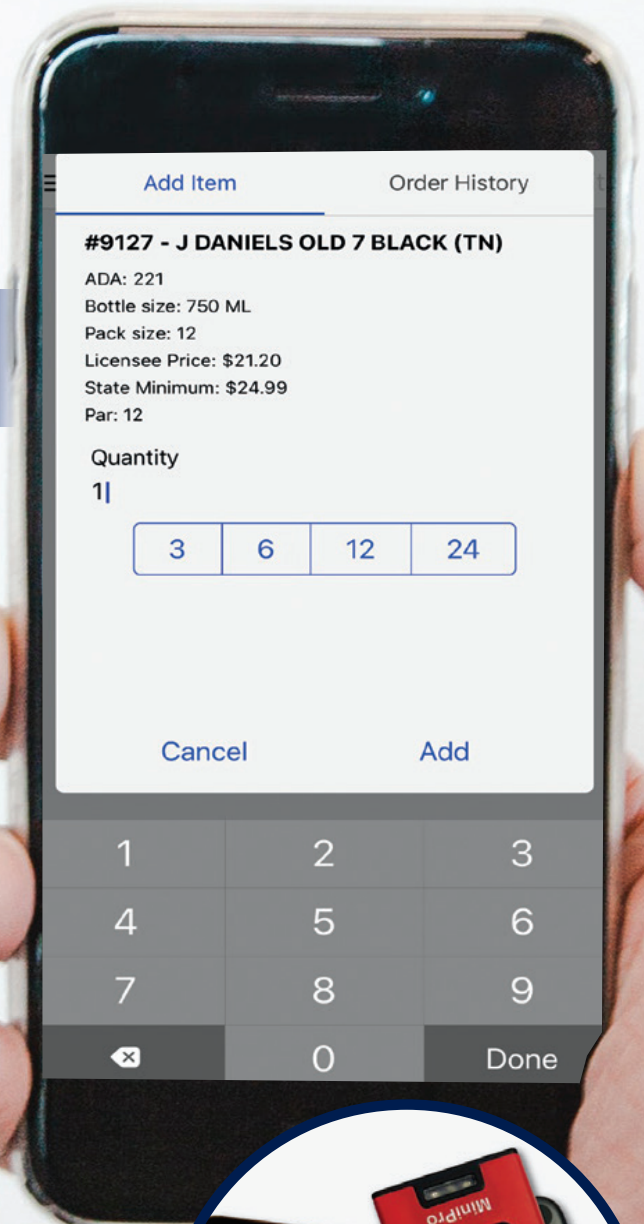 Add Item Order History
#9127 - J DANIELS OLD 7 BLACK (TN)
ADA: 221
Bottle size: 750 ML
Pack size: 12
Licensee Price: $21.20
State Minimum: $24.99
Par: 12
Quantity
1
3 6 12 24
Cancel Add
1 2 3
4 5 6
7 8 9
0 Done
MiniPro